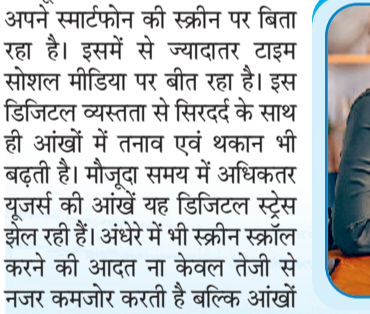 अपने स्मार्टफोन की स्क्रीन पर बिता
रहा है। इसमें से ज्यादातर टाइम
सोशल मीडिया पर बीत रहा है। इस
डिजिटल व्यस्तता से सिरदर्द के साथ
ही आंखों में तनाव एवं थकान भी
बढ़ती है। मौजूदा समय में अधिकतर
यूजर्स की आंखें यह डिजिटल स्ट्रेस
झेल रही हैं। अंधेरे में भी स्क्रीन स्क्रॉल
करने की आदत ना केवल तेजी से
नजर कमजोर करती है बल्कि आंखों